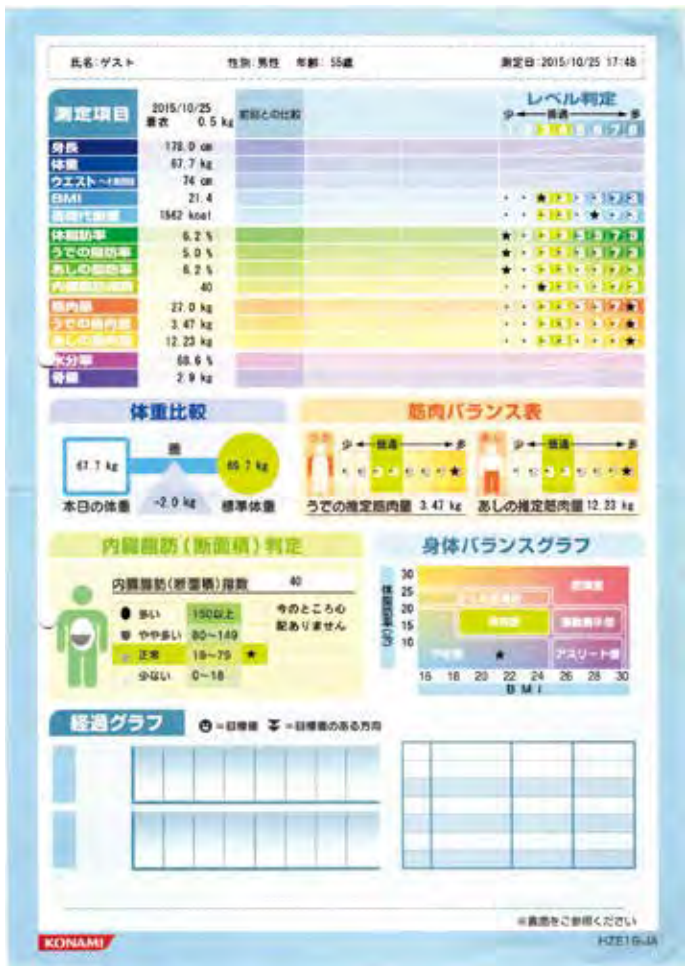 氏名:ゲスト 性別:男性 年齢: 55歳 測定日:2015/10/25 17:48
測定項目 2015/10/25 着衣 0.5 kg 前回との比較 レベル判定
少 普通 多
身長 178.0 cm
体重 67.7 kg
ウエスト 74 cm
BMI 21.4
基礎代謝量 1562 kcal
体脂肪率 6.2 %
うでの脂肪率 5.0 %
あしの脂肪率 6.2 %
40
筋肉量 27.0 kg
うでの筋肉量 3.47 kg
あしの筋肉量 12.23 kg
水分率 68.6 %
骨量 2.9 kg
体重比較 筋肉バランス表
少 普通 多 少 普通 多
67.7 kg 69.7 kg
本日の体重 -2.0 kg 標準体重 うでの推定筋肉量 3.47 kg あしの推定筋肉量 12.23 kg
内臓脂肪(断面積)判定 身体バランスグラフ
内臓脂肪(断面積)指数 40
多い 150以上 今のところ心
やや多い 80~149 配ありません
正常 19~79 ★
少ない 0~18
体脂肪率(%)
30
25
20
15
10
アスリート型
16 18 20 22 24 26 28 30
BMI
経過グラフ =目標値 =目標値のある方向
※裏面をご参照ください
KONAMI HZE19-JA